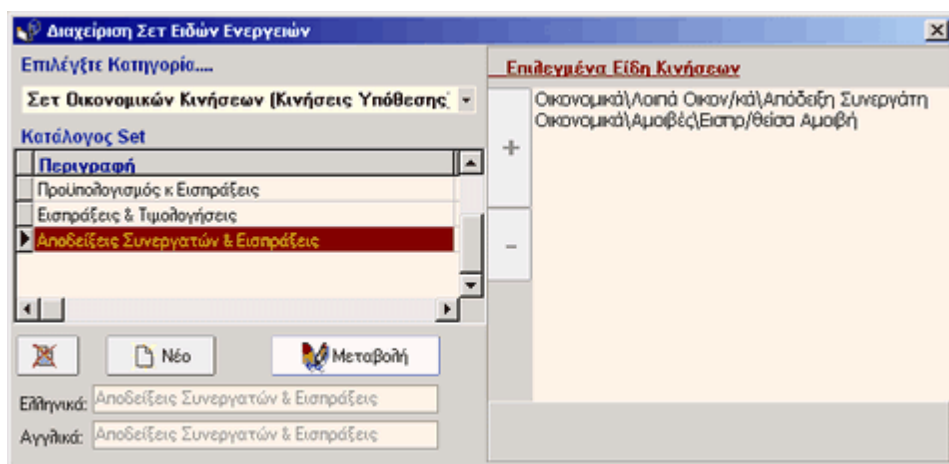 Διαχείριση Σετ Ειδών Ενεργειών
Επιλέγξτε Κατηγορία....
Σετ Οικονομικών Κινήσεων (Κινήσεις Υπόθεσης)
Κατάλογος Set
Περιγραφή
Προϋπολογισμός κ Εισπράξεις
Εισπράξεις & Τιμολογήσεις
Αποδείξεις Συνεργατών & Εισπράξεις
Νέο
Μεταβολή
Ελληνικά: Αποδείξεις Συνεργατών & Εισπράξεις
Αγγλικά: Αποδείξεις Συνεργατών & Εισπράξεις
Επιλεγμένα Είδη Κινήσεων
Οικονομικά\Λοιπά Οικον/κά\Απόδειξη Συνεργάτη
Οικονομικά\Αμοιβές\Εισπρ/θείσα Αμοιβή
+
-